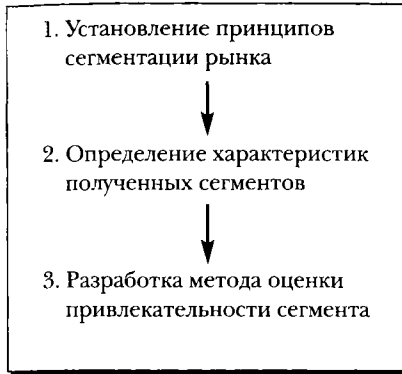 1. Установление принципов
сегментации рынка
2. Определение характеристик
полученных сегментов
3. Разработка метода оценки
привлекательности сегмента